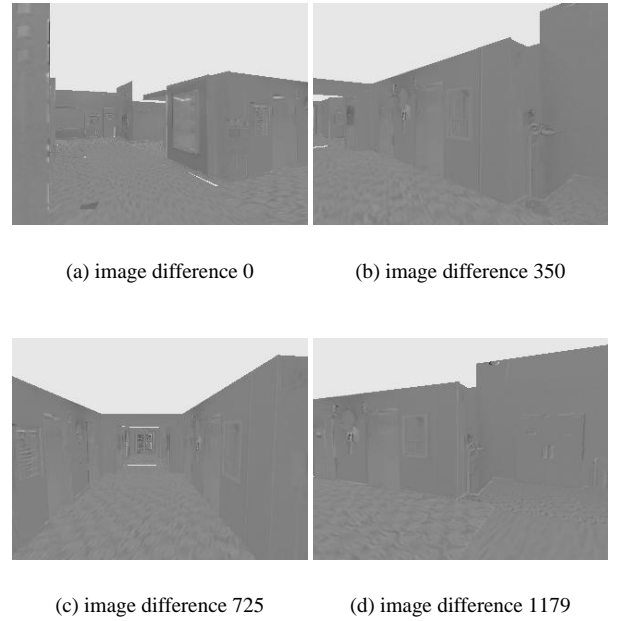 (a) image difference 0
(b) image difference 350
(c) image difference 725
(d) image difference 1179